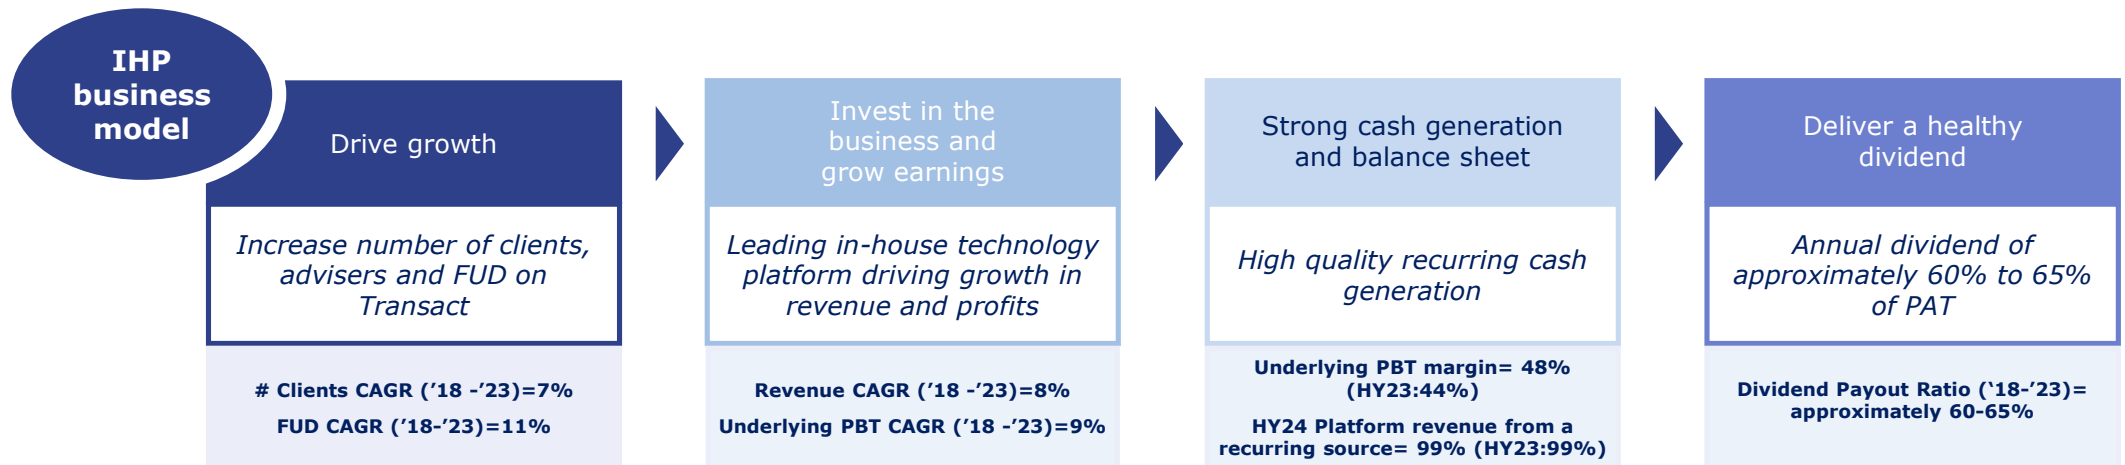 IHP
business
model
Drive growth
Increase number of clients,
advisers and FUD on
Transact
# Clients CAGR (’18 -’23)=7%
FUD CAGR (’18-’23)=11%
Invest in the
business and
grow earnings
Leading in-house technology
platform driving growth in
revenue and profits
Revenue CAGR (’18 -’23)=8%
Underlying PBT CAGR (’18 -’23)=9%
Strong cash generation
and balance sheet
High quality recurring cash
generation
Underlying PBT margin= 48%
(HY23:44%)
HY24 Platform revenue from a
recurring source= 99% (HY23:99%)
Deliver a healthy
dividend
Annual dividend of
approximately 60% to 65%
of PAT
Dividend Payout Ratio (‘18-’23)=
approximately 60-65%